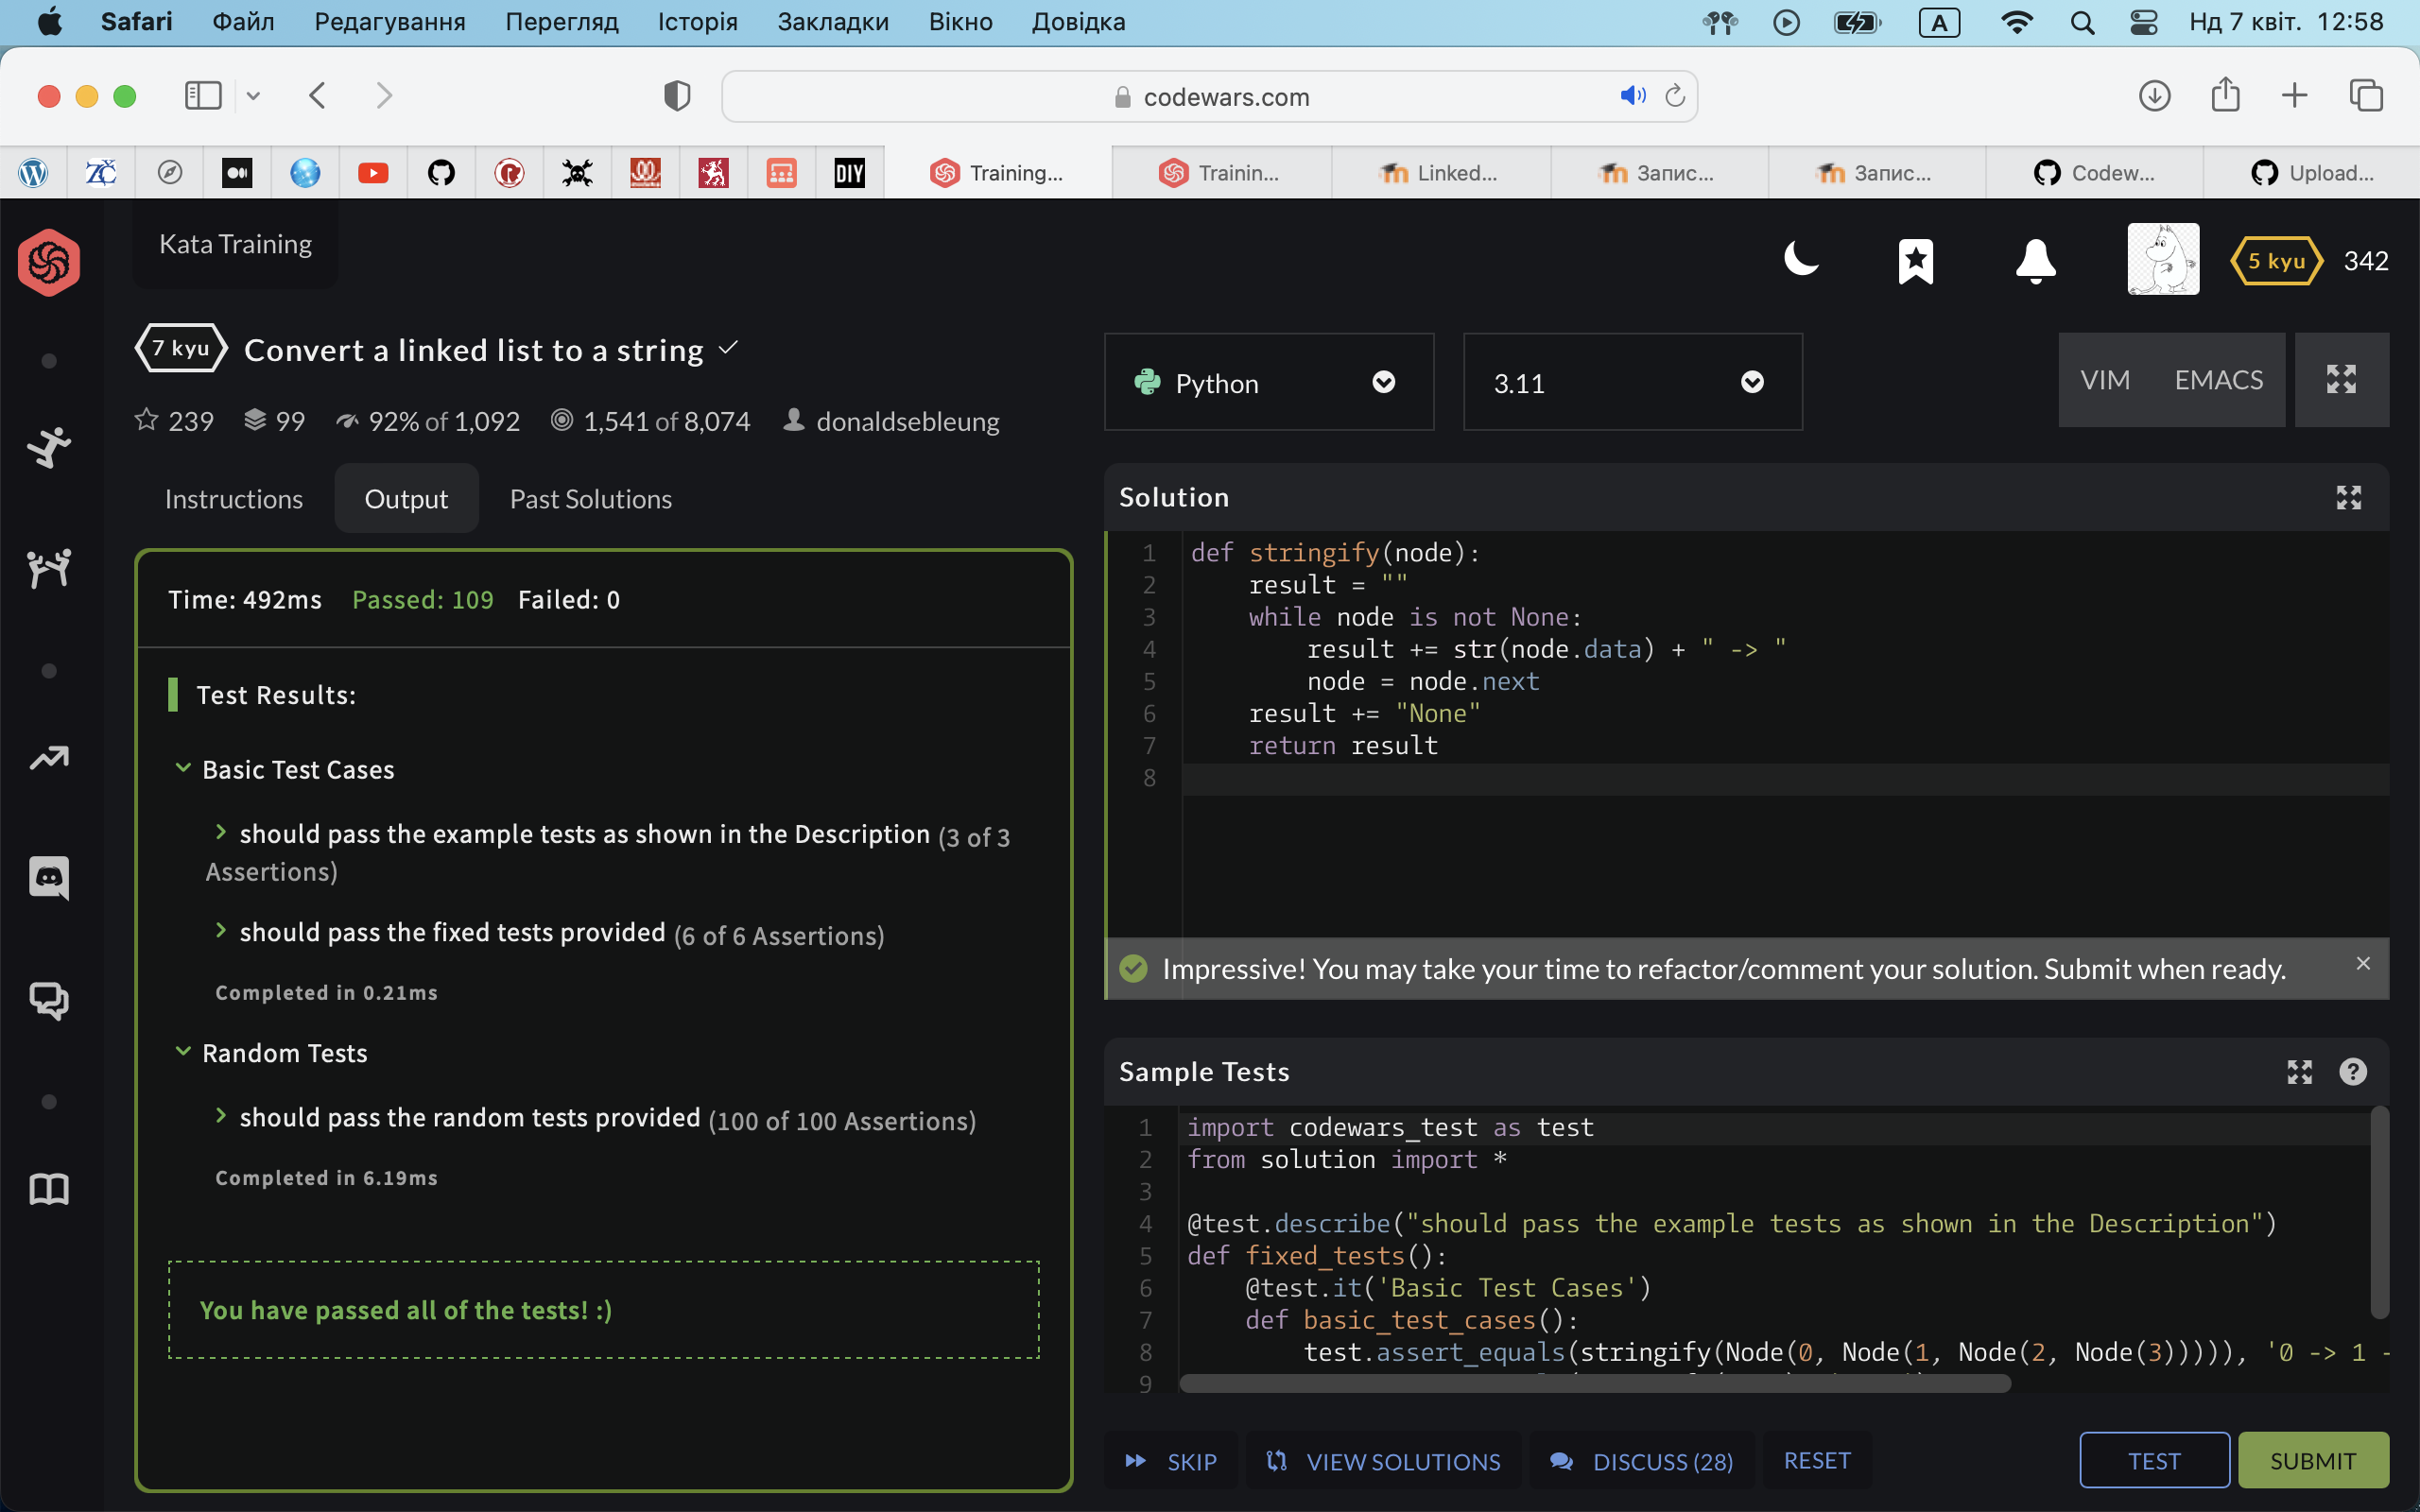 Safari Файл Редагування Перегляд Історія Закладки Вікно Довідка A Нд 7 квіт. 12:58
codewars.com
DIY Training... Trainin... Linked... Запис... Запис... Codew... Upload...
Kata Training
5 kyu 342
7 kyu Convert a linked list to a string
239 99 92% of 1,092 1,541 of 8,074 donaldsebleung
Python 3.11 VIM EMACS
Instructions Output Past Solutions
Time: 492ms Passed: 109 Failed: 0
Test Results:
Basic Test Cases
should pass the example tests as shown in the Description (3 of 3
Assertions)
should pass the fixed tests provided (6 of 6 Assertions)
Completed in 0.21ms
Random Tests
should pass the random tests provided (100 of 100 Assertions)
Completed in 6.19ms
You have passed all of the tests! :)
Solution
1 def stringify(node):
2     result = ""
3     while node is not None:
4         result += str(node.data) + " -> "
5         node = node.next
6     result += "None"
7     return result
8
Impressive! You may take your time to refactor/comment your solution. Submit when ready.
Sample Tests
1 import codewars_test as test
2 from solution import *
3
4 @test.describe("should pass the example tests as shown in the Description")
5 def fixed_tests():
6     @test.it('Basic Test Cases')
7     def basic_test_cases():
8         test.assert_equals(stringify(Node(0, Node(1, Node(2, Node(3))))), '0 -> 1 -
9
SKIP VIEW SOLUTIONS DISCUSS (28) RESET TEST SUBMIT